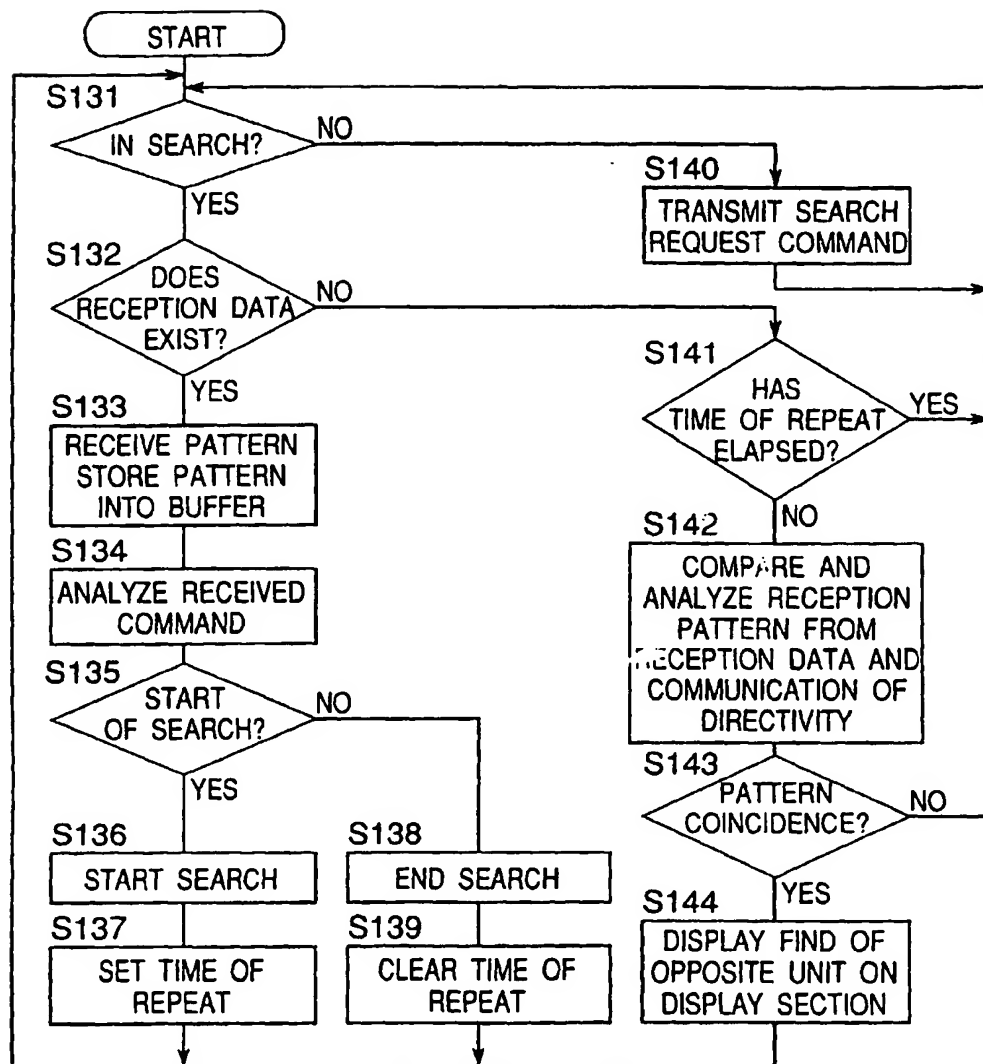 START
S131
IN SEARCH?
NO
YES
S140
TRANSMIT SEARCH
REQUEST COMMAND
S132
DOES
RECEPTION DATA
EXIST?
NO
YES
S141
HAS
TIME OF REPEAT
ELAPSED?
YES
NO
S133
RECEIVE PATTERN
STORE PATTERN
INTO BUFFER
S134
ANALYZE RECEIVED
COMMAND
S142
COMPARE AND
ANALYZE RECEPTION
PATTERN FROM
RECEPTION DATA AND
COMMUNICATION OF
DIRECTIVITY
S135
START
OF SEARCH?
NO
YES
S143
PATTERN
COINCIDENCE?
NO
YES
S136
START SEARCH
S138
END SEARCH
S137
SET TIME OF
REPEAT
S139
CLEAR TIME OF
REPEAT
S144
DISPLAY FIND OF
OPPOSITE UNIT ON
DISPLAY SECTION